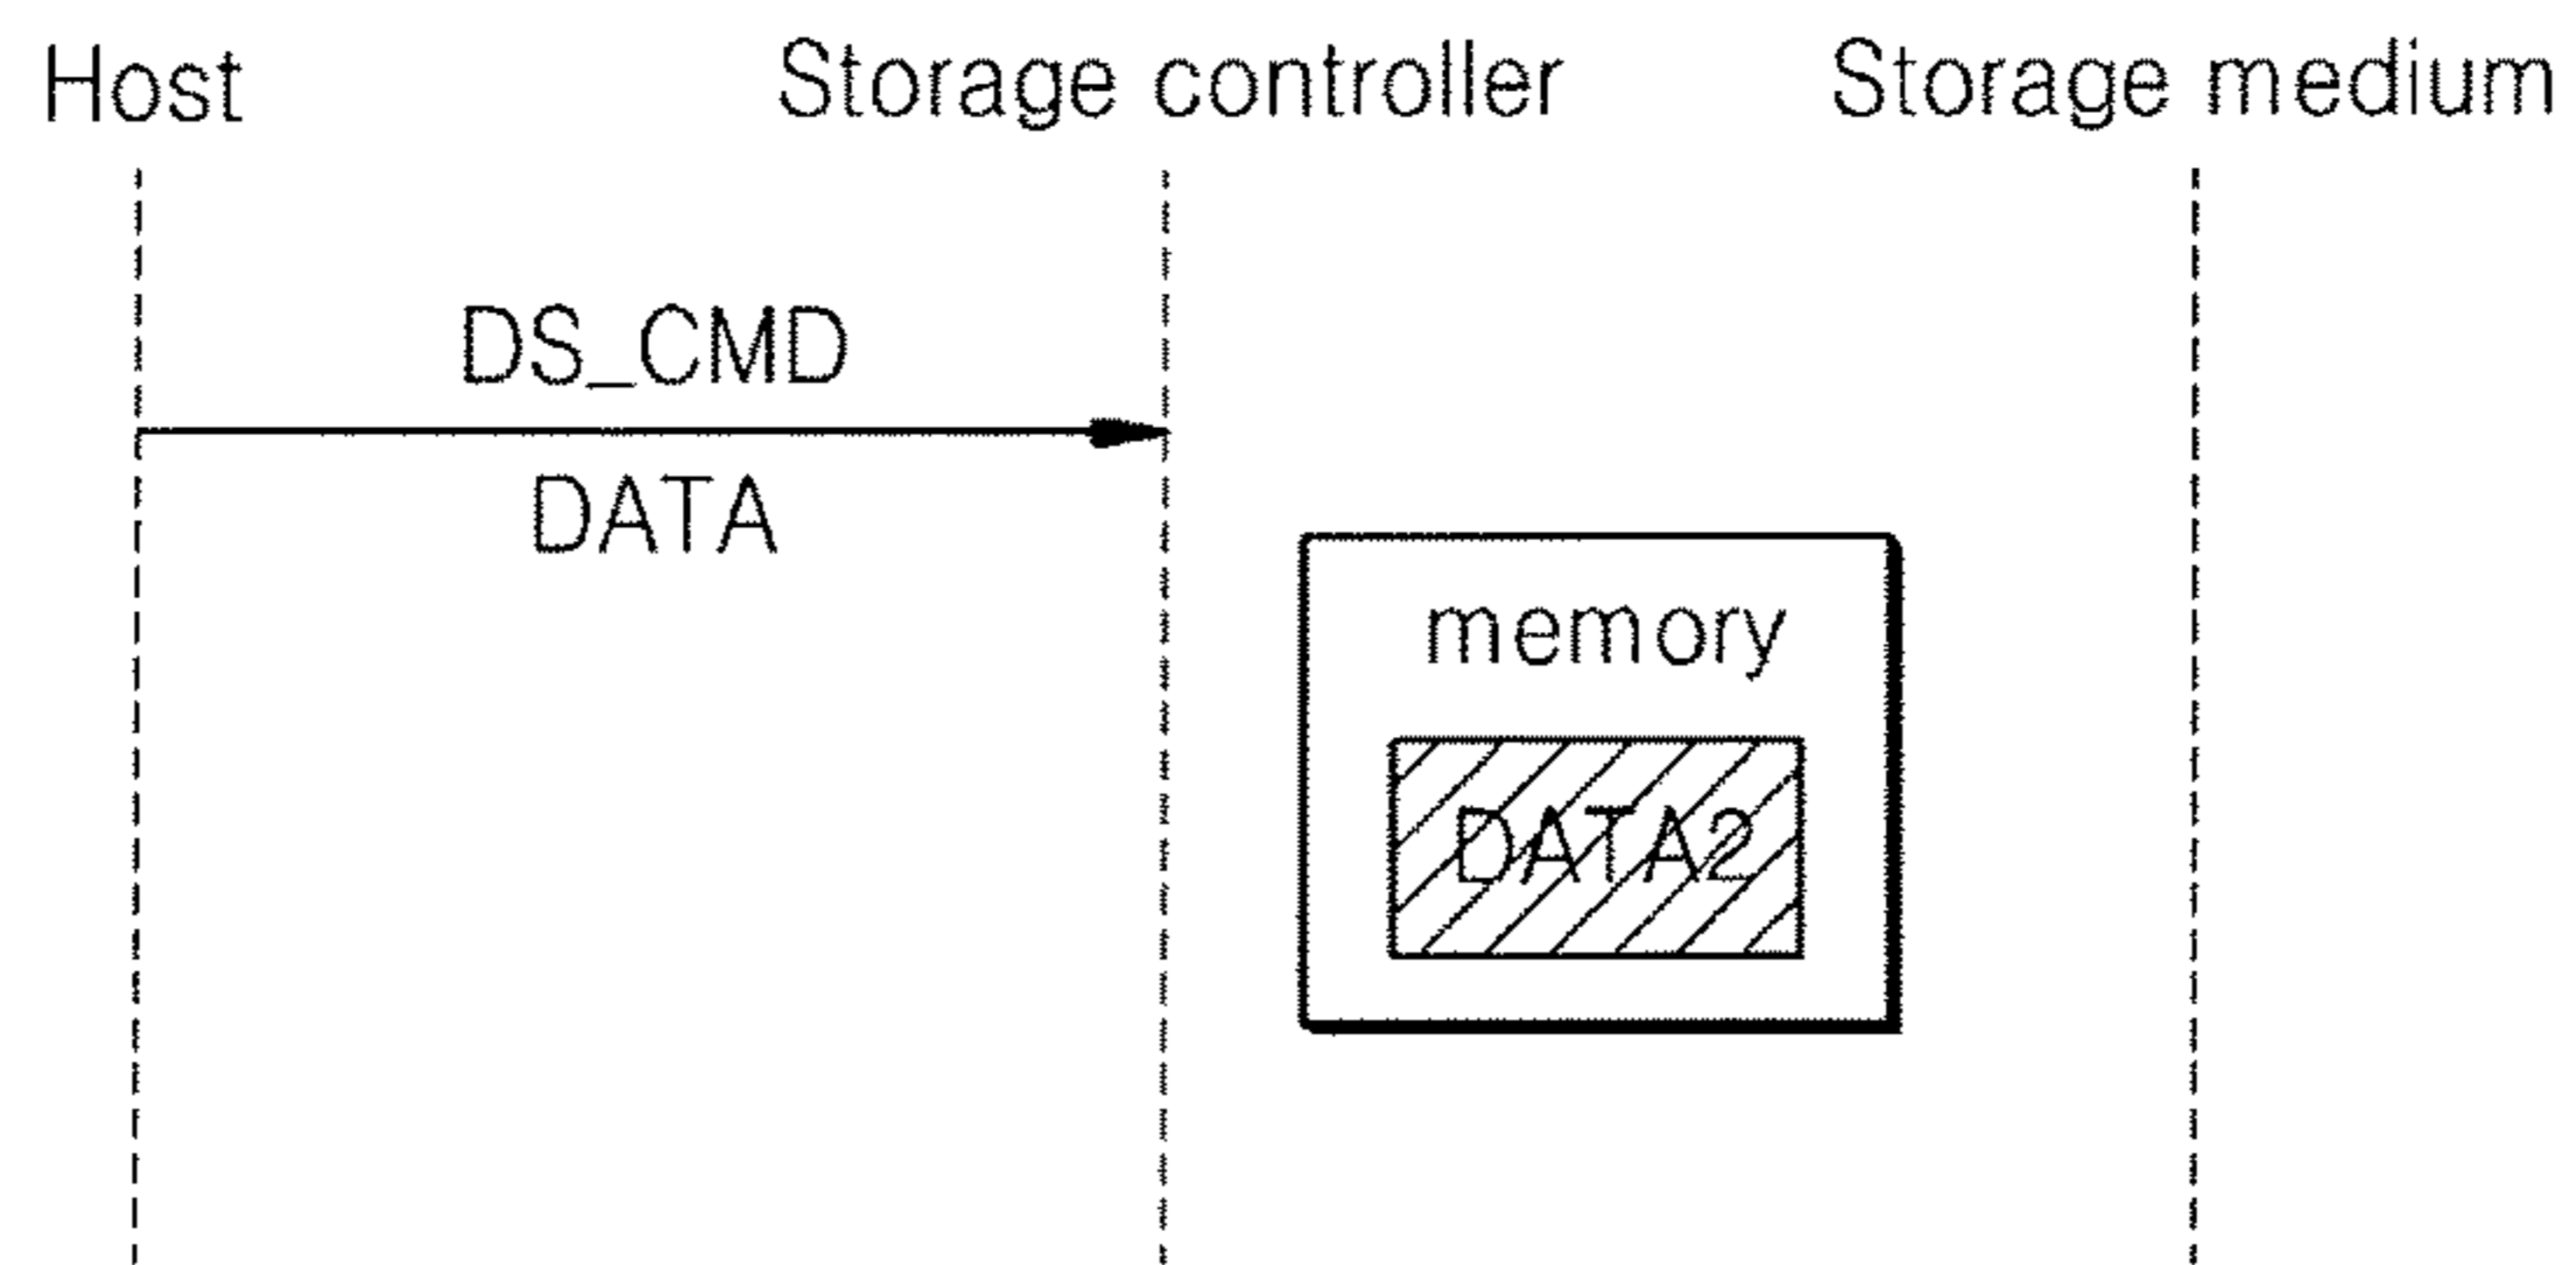 Host Storage controller Storage medium
DS_CMD
DATA
memory
DATA2